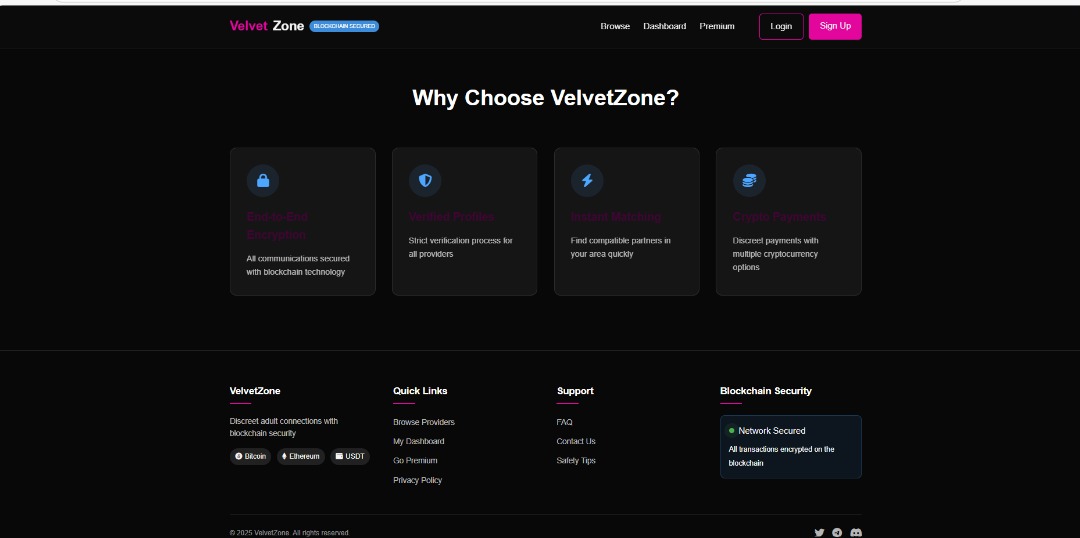 Velvet Zone BLOCKCHAIN SECURED Browse Dashboard Premium Login Sign Up
Why Choose VelvetZone?
End-to-End
Encryption
All communications secured
with blockchain technology
Verified Profiles
Strict verification process for
all providers
Instant Matching
Find compatible partners in
your area quickly
Crypto Payments
Discreet payments with
multiple cryptocurrency
options
VelvetZone
Discreet adult connections with
blockchain security
Bitcoin Ethereum USDT
Quick Links
Browse Providers
My Dashboard
Go Premium
Privacy Policy
Support
FAQ
Contact Us
Safety Tips
Blockchain Security
Network Secured
All transactions encrypted on the
blockchain
© 2025 VelvetZone. All rights reserved